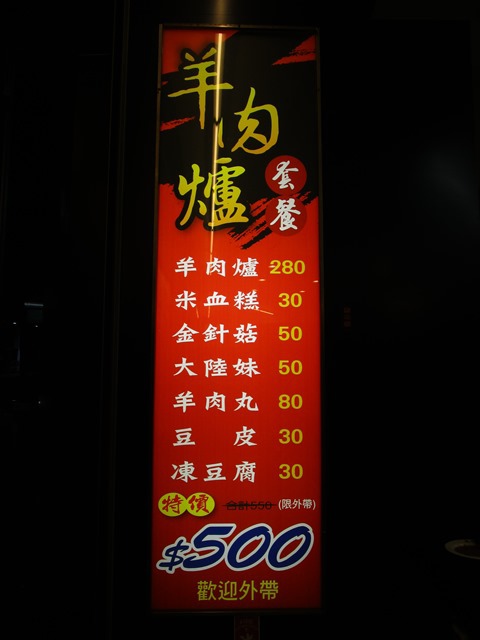 羊肉爐
套餐
羊肉爐 280
米血糕 30
金針菇 50
大陸妹 50
羊肉丸 80
豆皮 30
凍豆腐 30
特價 合計550 (限外帶)
$500
歡迎外帶